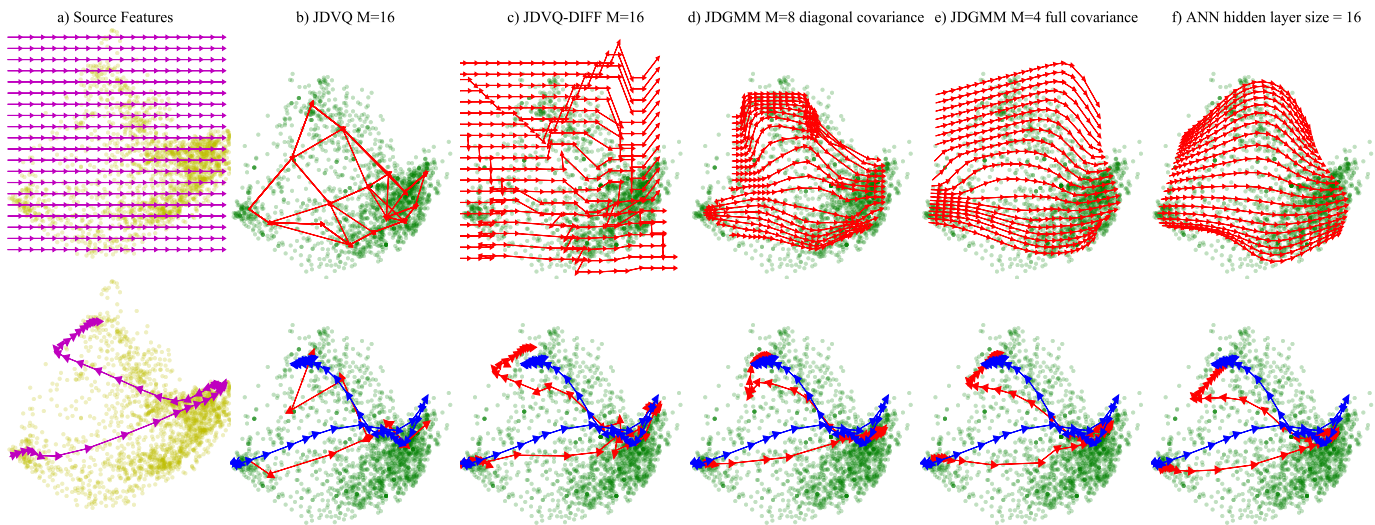 a) Source Features
b) JDVQ M=16
c) JDVQ-DIFF M=16
d) JDGMM M=8 diagonal covariance
e) JDGMM M=4 full covariance
f) ANN hidden layer size = 16